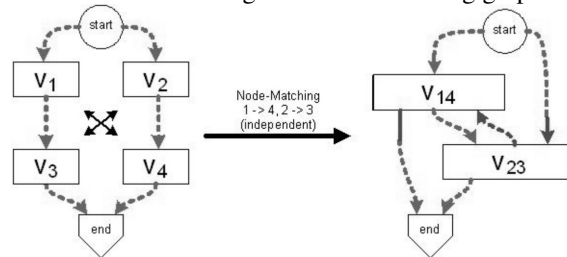 start
start
V1
V2
V14
Node-Matching
1 -> 4, 2 -> 3
(independent)
V3
V4
V23
end
end